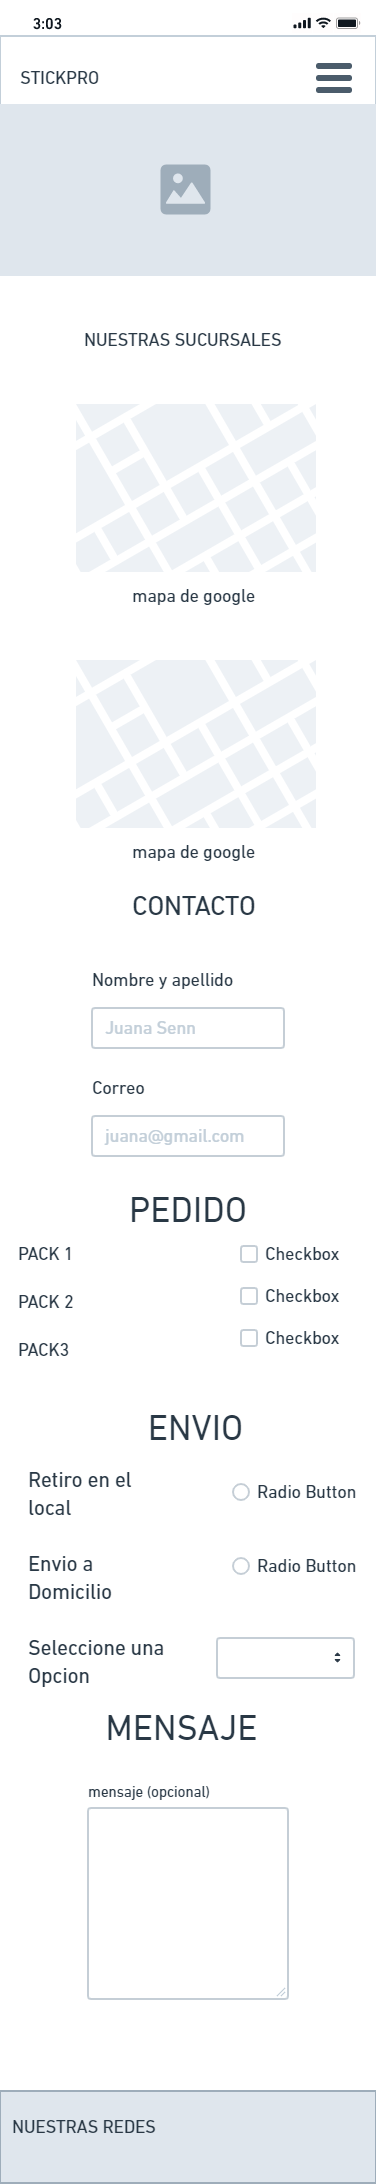 3:03
STICKPRO
NUESTRAS SUCURSALES
mapa de google
mapa de google
CONTACTO
Nombre y apellido
Juana Senn
Correo
juana@gmail.com
PEDIDO
PACK 1
Checkbox
PACK 2
Checkbox
PACK3
Checkbox
ENVIO
Retiro en el
local
Radio Button
Envio a
Domicilio
Radio Button
Seleccione una
Opcion
MENSAJE
mensaje (opcional)
NUESTRAS REDES